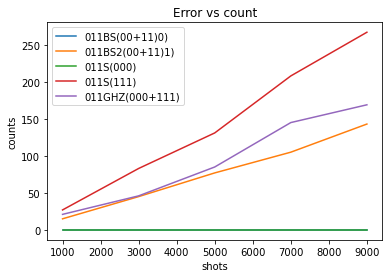 Error vs count
250
200
150
100
50
0
counts
011BS(00+11)0)
011BS2(00+11)1)
011S(000)
011S(111)
011GHZ(000+111)
1000 2000 3000 4000 5000 6000 7000 8000 9000
shots